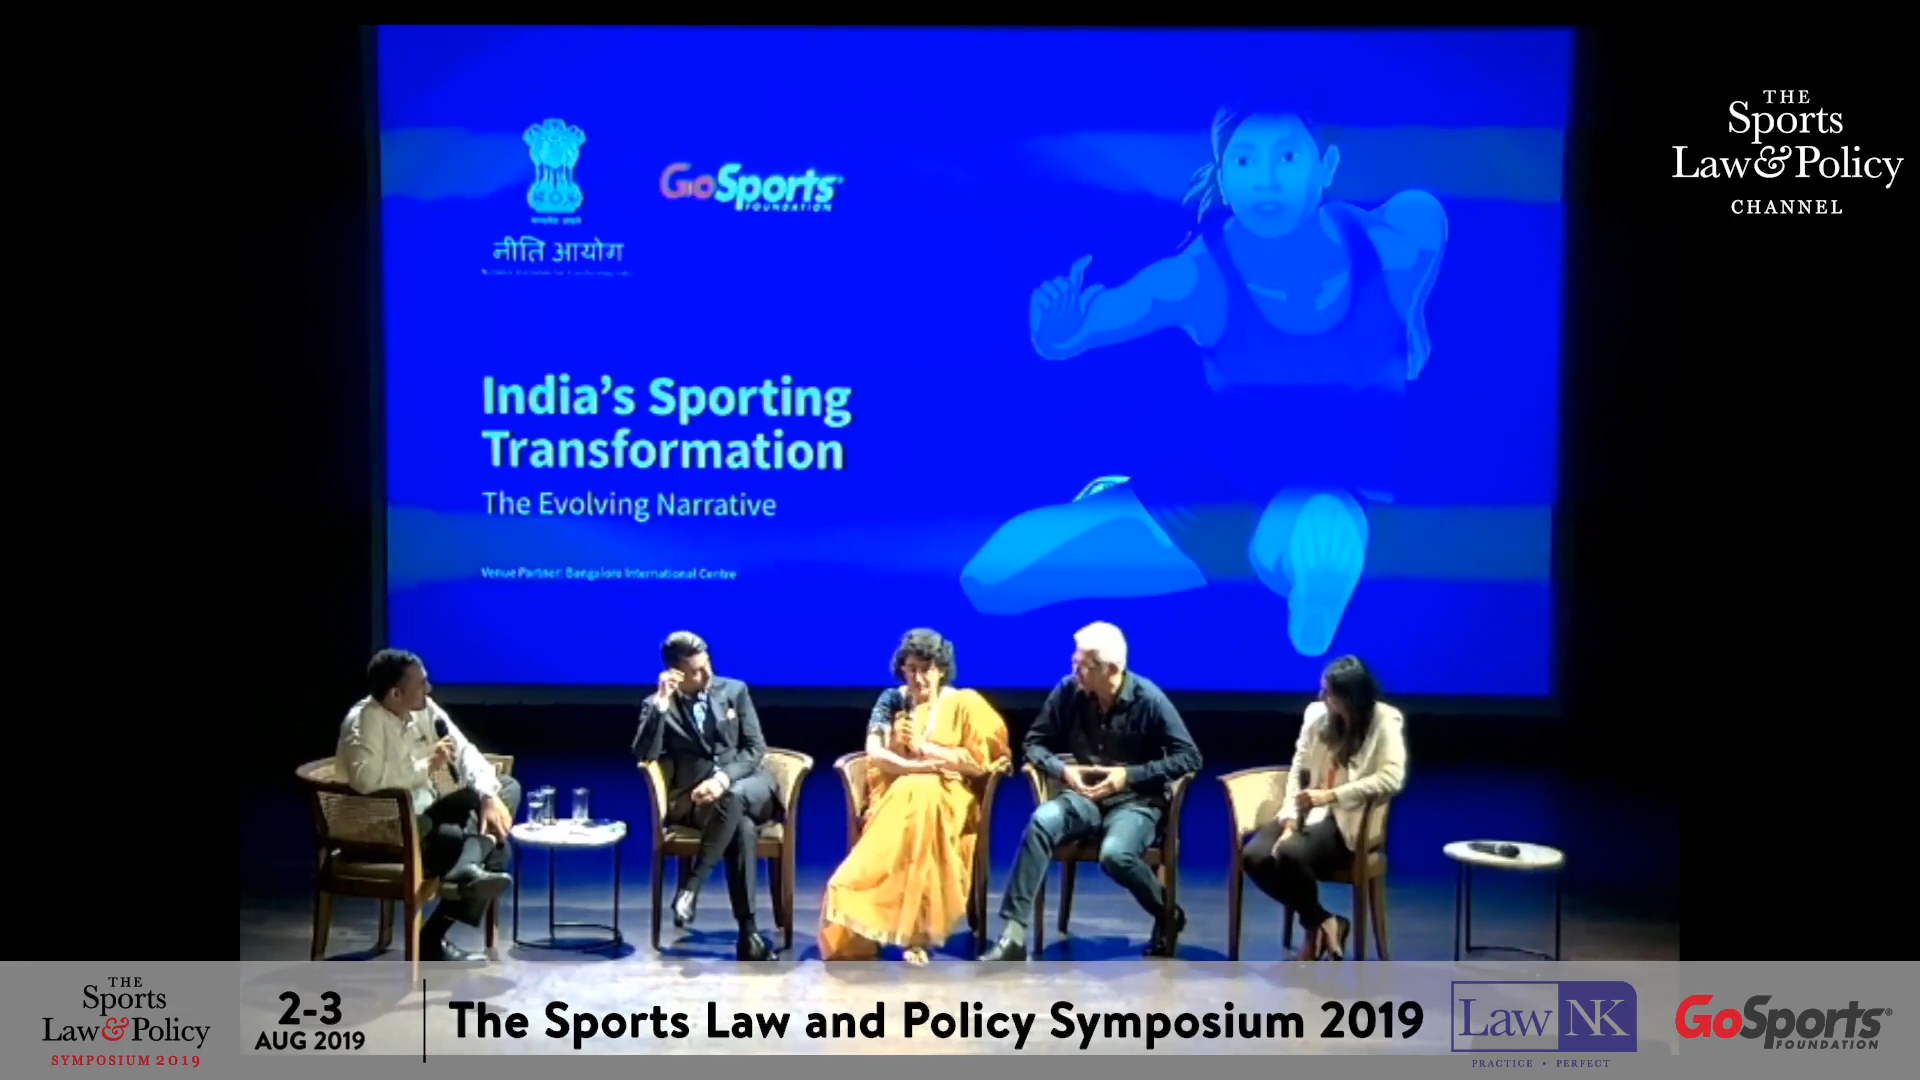 THE
Sports
Law&Policy
CHANNEL
GoSports
FOUNDATION
नीति आयोग
India's Sporting
Transformation
The Evolving Narrative
Venue Partner: Bangalore International Centre
THE
Sports
Law&Policy
SYMPOSIUM 2019
2-3
AUG 2019
The Sports Law and Policy Symposium 2019
Law NK
PRACTICE • PERFECT
GoSports®
FOUNDATION